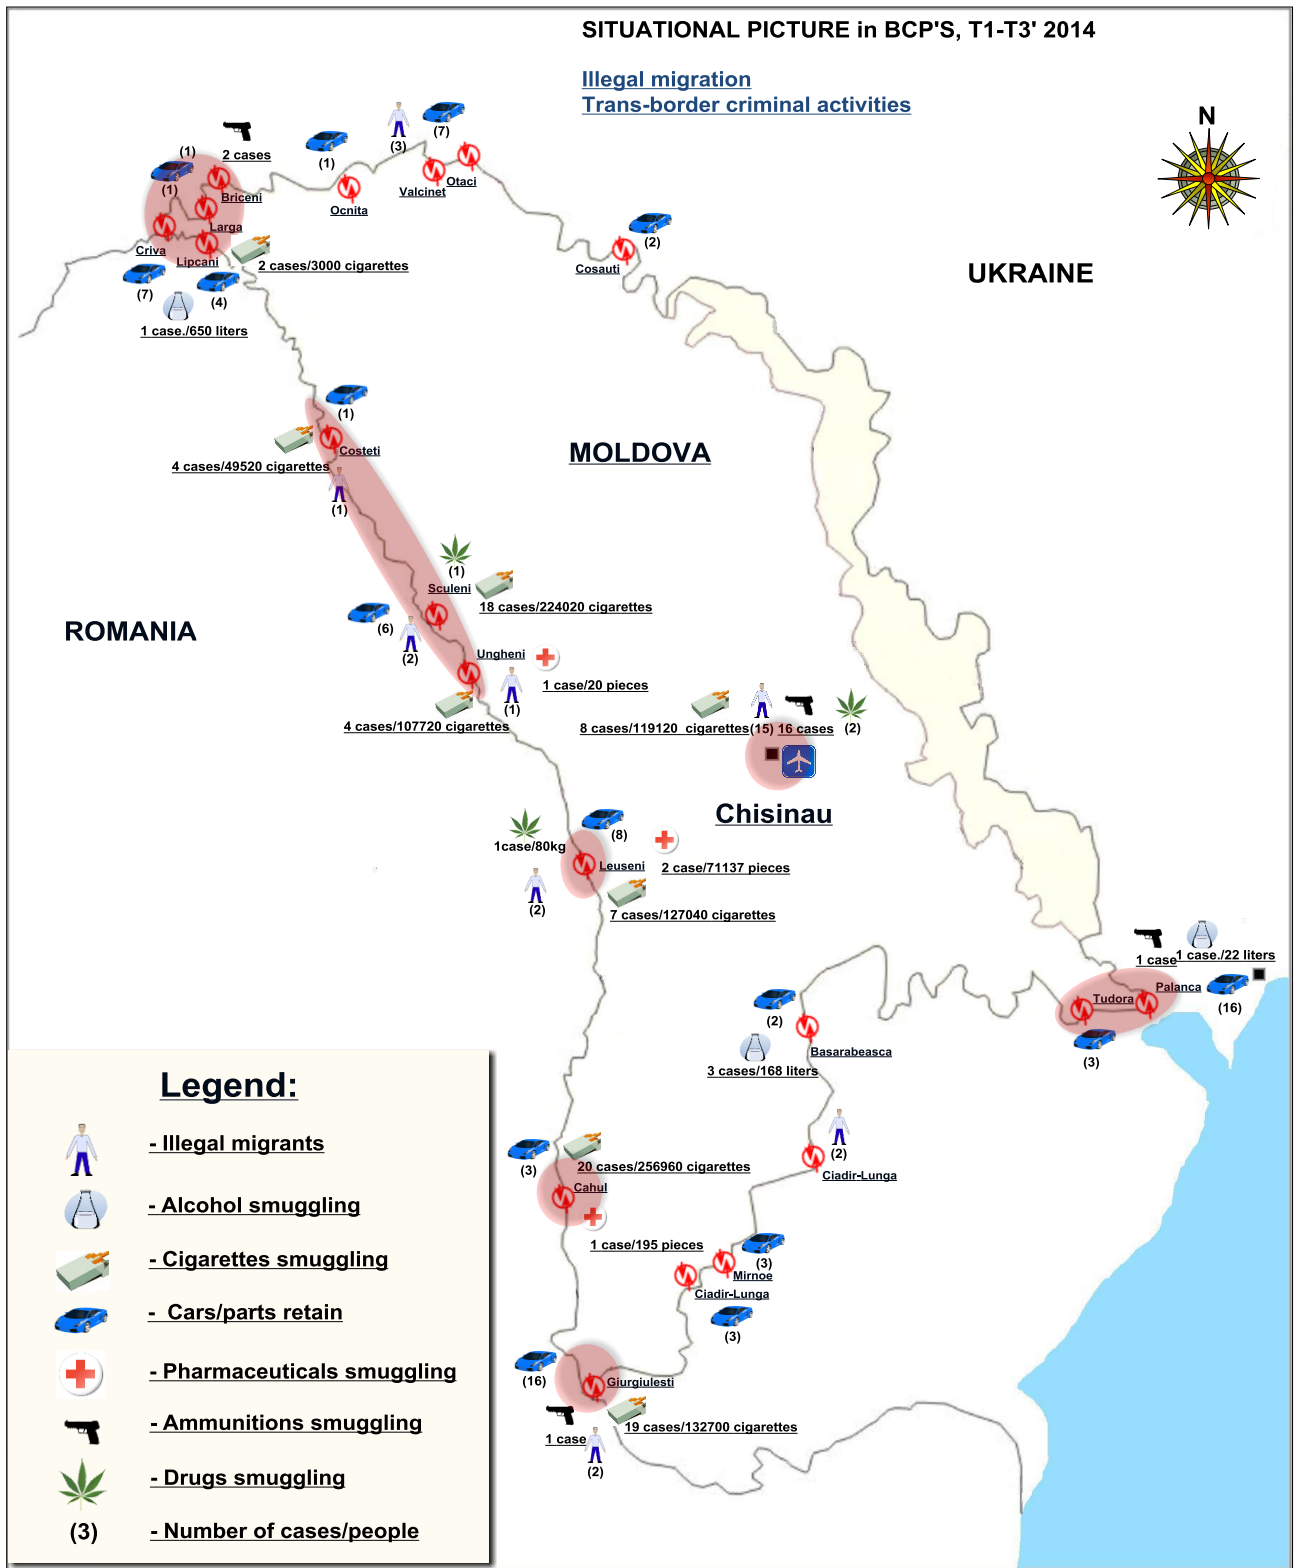 SITUATIONAL PICTURE in BCP'S, T1-T3' 2014
Illegal migration
Trans-border criminal activities
N
(7)
(3)
2 cases
(1)
(1)
(1)
Otaci
Valcinet
Briceni
Ocnita
Larga
Criva
Lipcani
(2)
Cosauti
2 cases/3000 cigarettes
UKRAINE
(7)
(4)
1 case./650 liters
(1)
Costeti
MOLDOVA
4 cases/49520 cigarettes
(1)
(1)
Sculeni
18 cases/224020 cigarettes
ROMANIA
(6)
(2)
Ungheni
1 case/20 pieces
(1)
4 cases/107720 cigarettes
8 cases/119120 cigarettes(15) 16 cases (2)
Chisinau
(8)
1case/80kg
Leuseni
2 case/71137 pieces
(2)
7 cases/127040 cigarettes
1 case
1 case./22 liters
Palanca
Tudora
(16)
(3)
(2)
Basarabeasca
3 cases/168 liters
(2)
Ciadir-Lunga
(3)
20 cases/256960 cigarettes
Cahul
1 case/195 pieces
(3)
Mirnoe
Ciadir-Lunga
(3)
(16)
Giurgiulesti
19 cases/132700 cigarettes
1 case
(2)
Legend:
- Illegal migrants
- Alcohol smuggling
- Cigarettes smuggling
- Cars/parts retain
- Pharmaceuticals smuggling
- Ammunitions smuggling
- Drugs smuggling
(3) - Number of cases/people